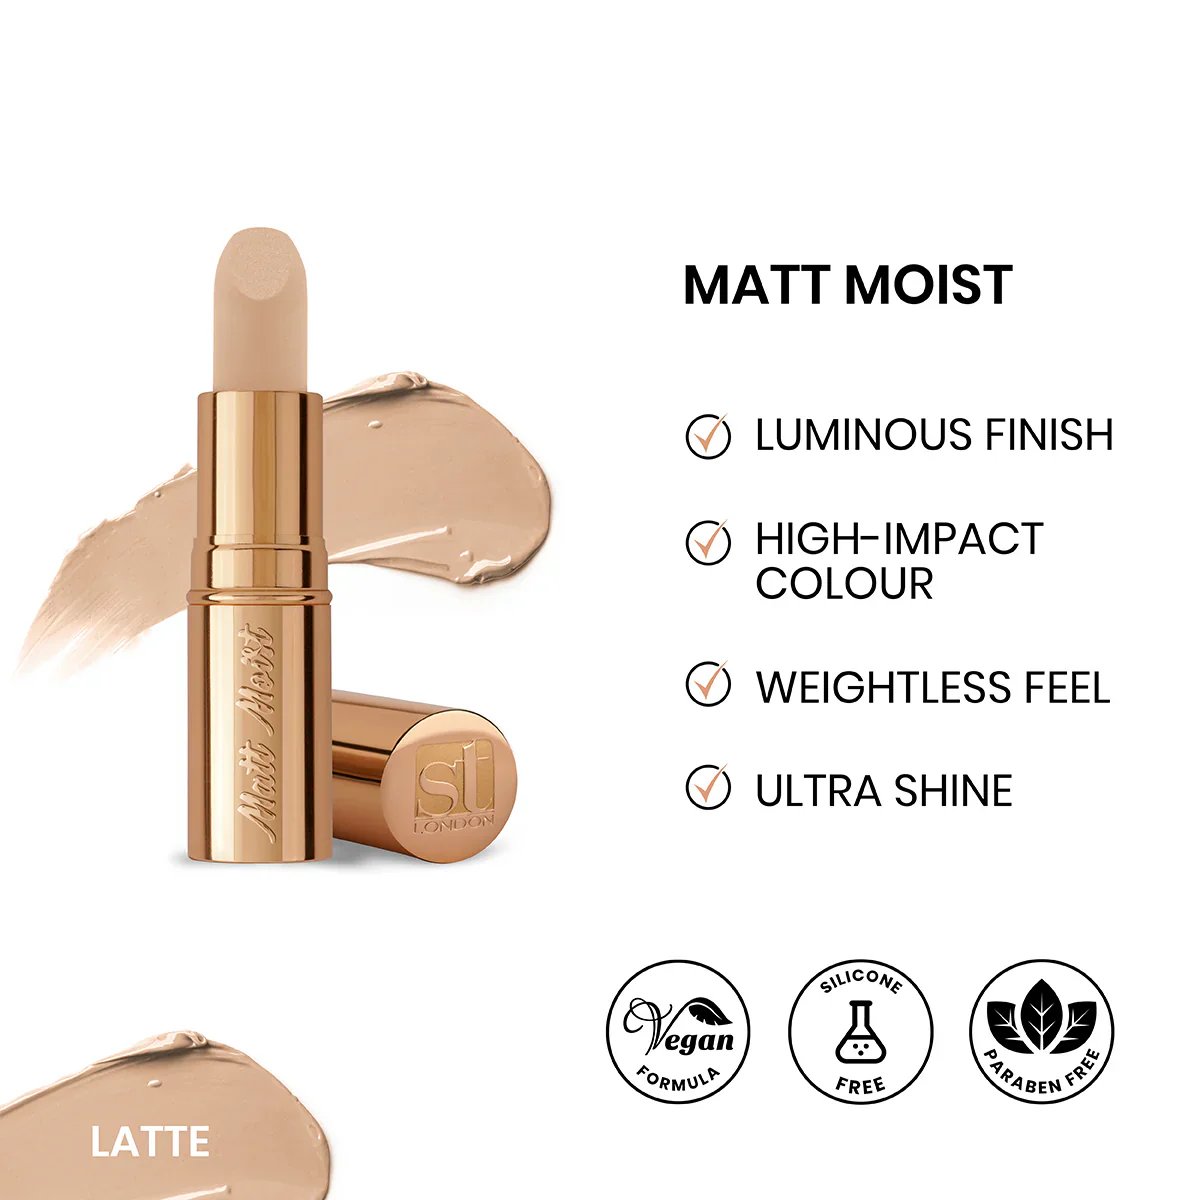 MATT MOIST
LUMINOUS FINISH
HIGH-IMPACT
COLOUR
WEIGHTLESS FEEL
ULTRA SHINE
Matt Moist
st
LONDON
Vegan
FORMULA
SILICONE
FREE
PARABEN FREE
LATTE